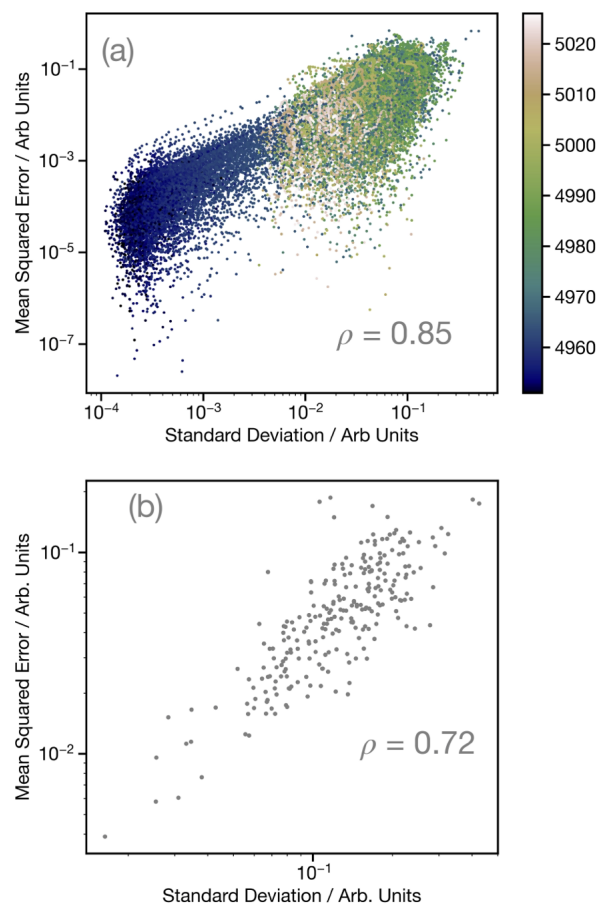 (a)
Mean Squared Error / Arb Units
10⁻¹
10⁻³
10⁻⁵
10⁻⁷
ρ = 0.85
10⁻⁴ 10⁻³ 10⁻² 10⁻¹
Standard Deviation / Arb Units
5020
5010
5000
4990
4980
4970
4960
(b)
Mean Squared Error / Arb. Units
10⁻¹
10⁻²
ρ = 0.72
10⁻¹
Standard Deviation / Arb. Units